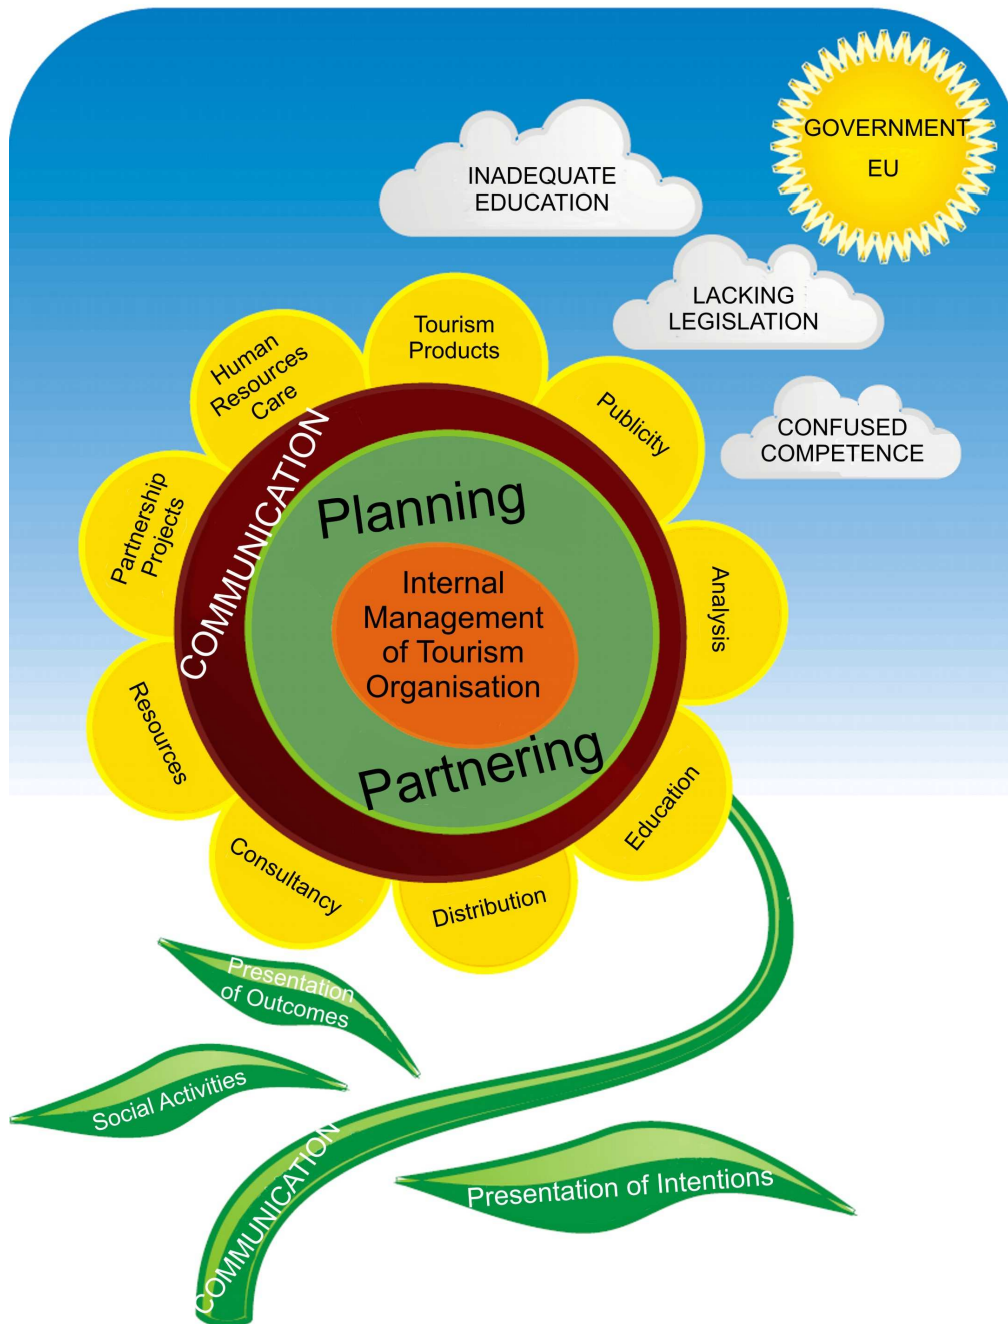 GOVERNMENT
EU
INADEQUATE
EDUCATION
LACKING
LEGISLATION
CONFUSED
COMPETENCE
Tourism
Products
Human
Resources
Care
Publicity
Partnership
Projects
COMMUNICATION
Planning
Internal
Management
of Tourism
Organisation
Partnering
Analysis
Resources
Education
Consultancy
Distribution
Presentation
of Outcomes
Social Activities
COMMUNICATION
Presentation of Intentions